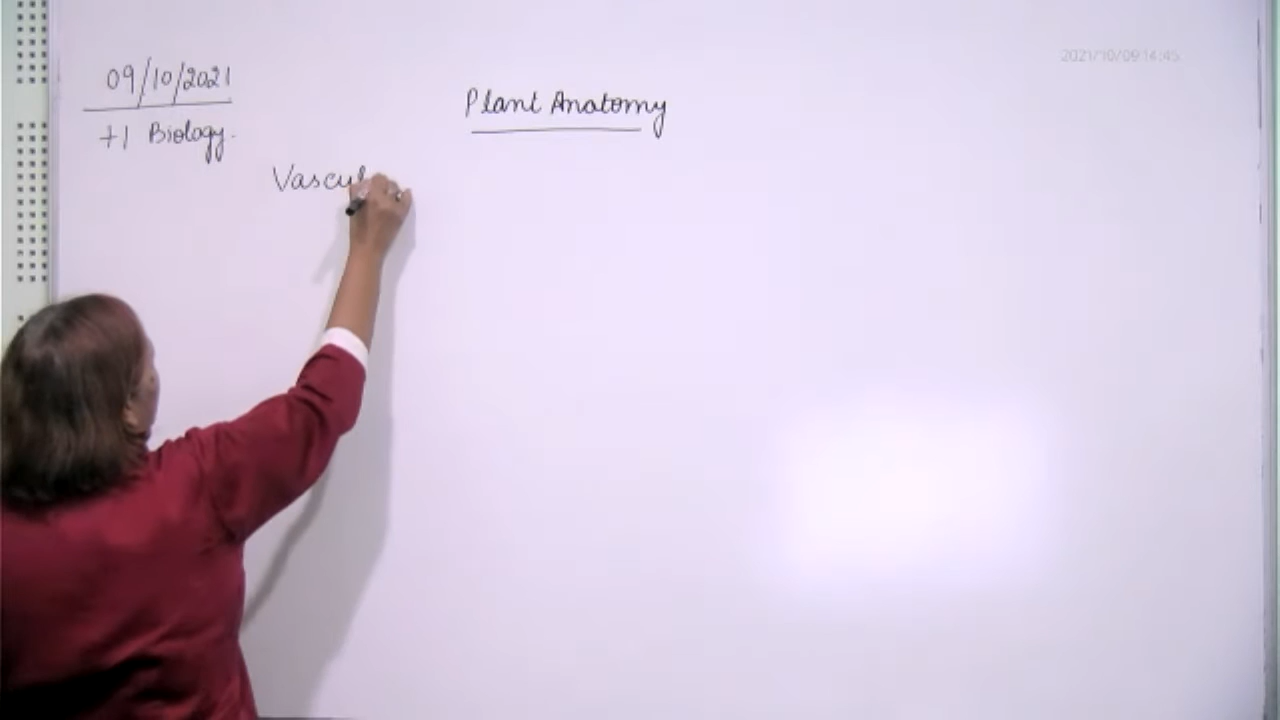 2021/10/09 14:45
09/10/2021
Plant Anatomy
+1 Biology.
Vascul